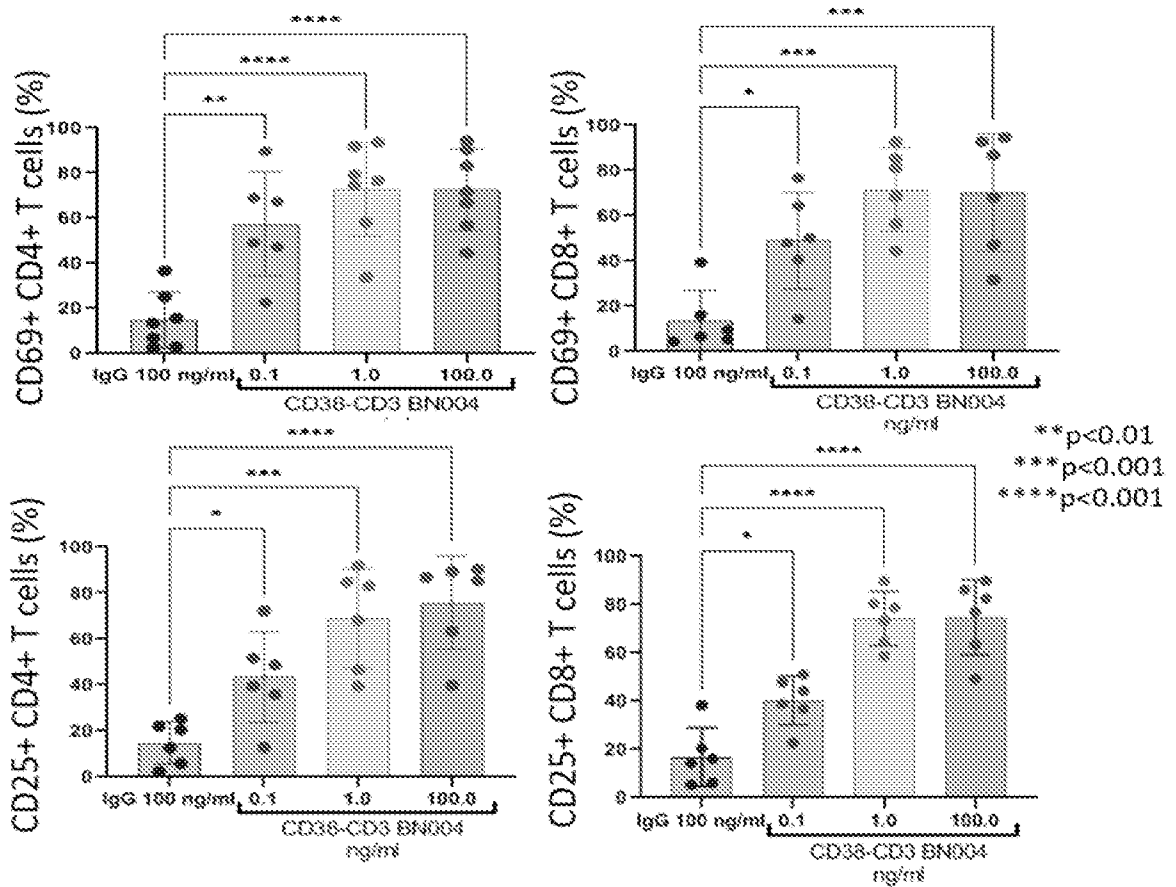 ****
****
**
CD69+ CD4+ T cells (%)
100
80
60
40
20
0
IgG 100 ng/ml
0.1
1.0
100.0
CD38-CD3 BN004
***
***
*
CD69+ CD8+ T cells (%)
100
80
60
40
20
0
IgG 100 ng/ml
0.1
1.0
100.0
CD38-CD3 BN004
ng/ml
**p<0.01
***p<0.001
****p<0.001
****
***
*
CD25+ CD4+ T cells (%)
100
80
60
40
20
0
IgG 100 ng/ml
0.1
1.0
100.0
CD38-CD3 BN004
ng/ml
****
****
*
CD25+ CD8+ T cells (%)
100
80
60
40
20
0
IgG 100 ng/ml
0.1
1.0
100.0
CD38-CD3 BN004
ng/ml